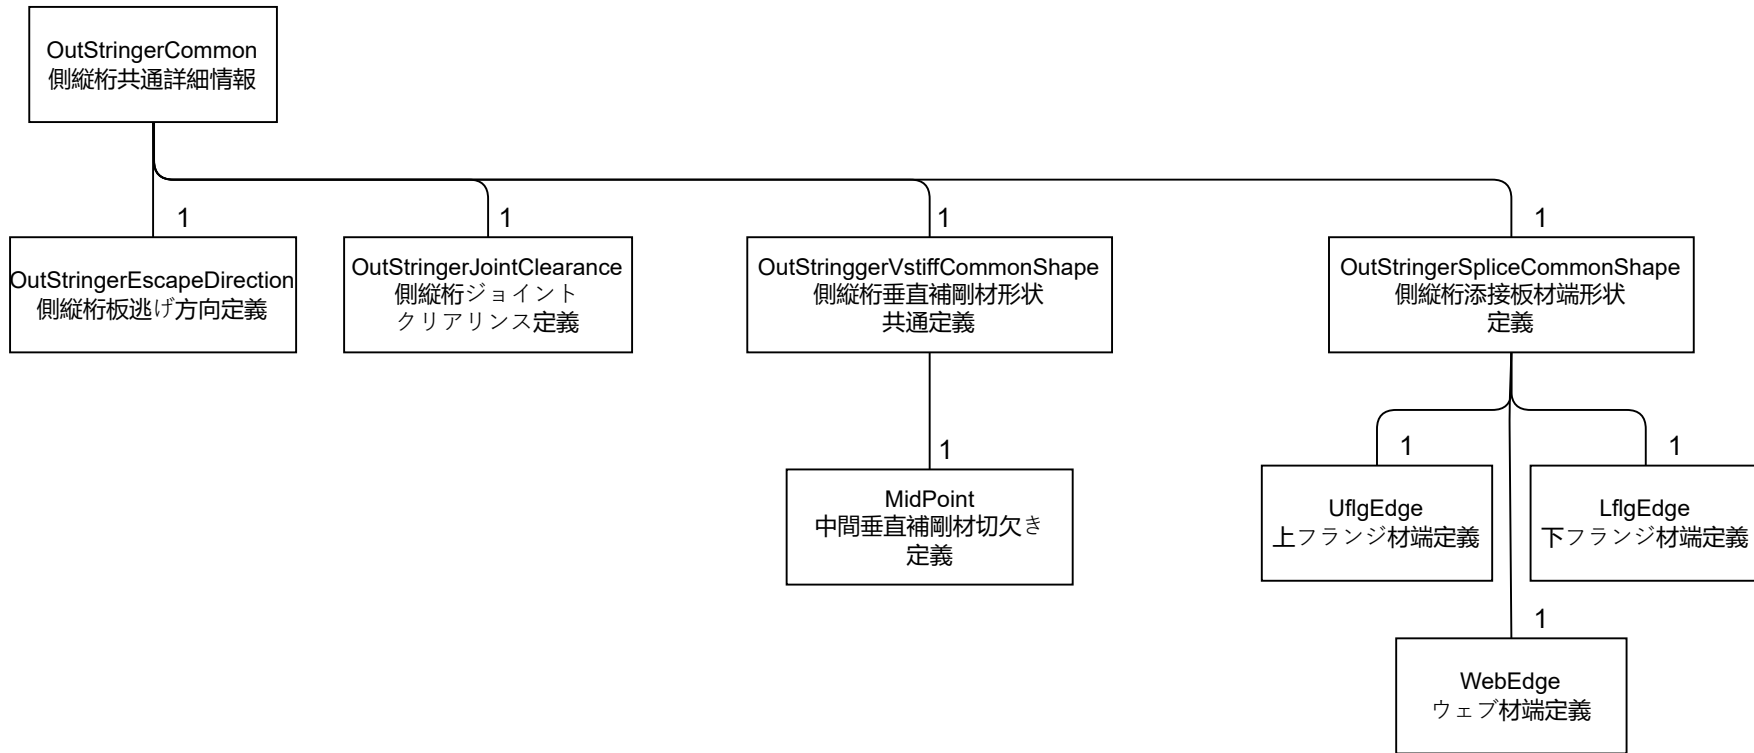 OutStringerCommon
側縦桁共通詳細情報
1
1
1
1
OutStringerEscapeDirection
側縦桁板逃げ方向定義
OutStringerJointClearance
側縦桁ジョイント
クリアリンス定義
OutStringgerVstiffCommonShape
側縦桁垂直補剛材形状
共通定義
OutStringerSpliceCommonShape
側縦桁添接板材端形状
定義
1
MidPoint
中間垂直補剛材切欠き
定義
1
1
UflgEdge
上フランジ材端定義
LflgEdge
下フランジ材端定義
1
WebEdge
ウェブ材端定義